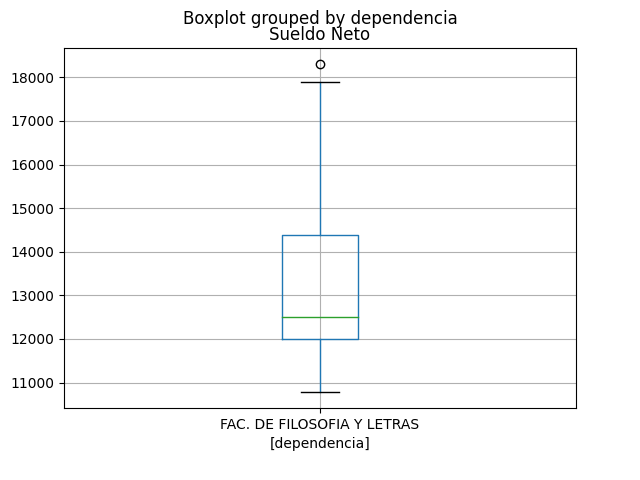 Boxplot grouped by dependencia
Sueldo Neto
18000
17000
16000
15000
14000
13000
12000
11000
FAC. DE FILOSOFIA Y LETRAS
[dependencia]